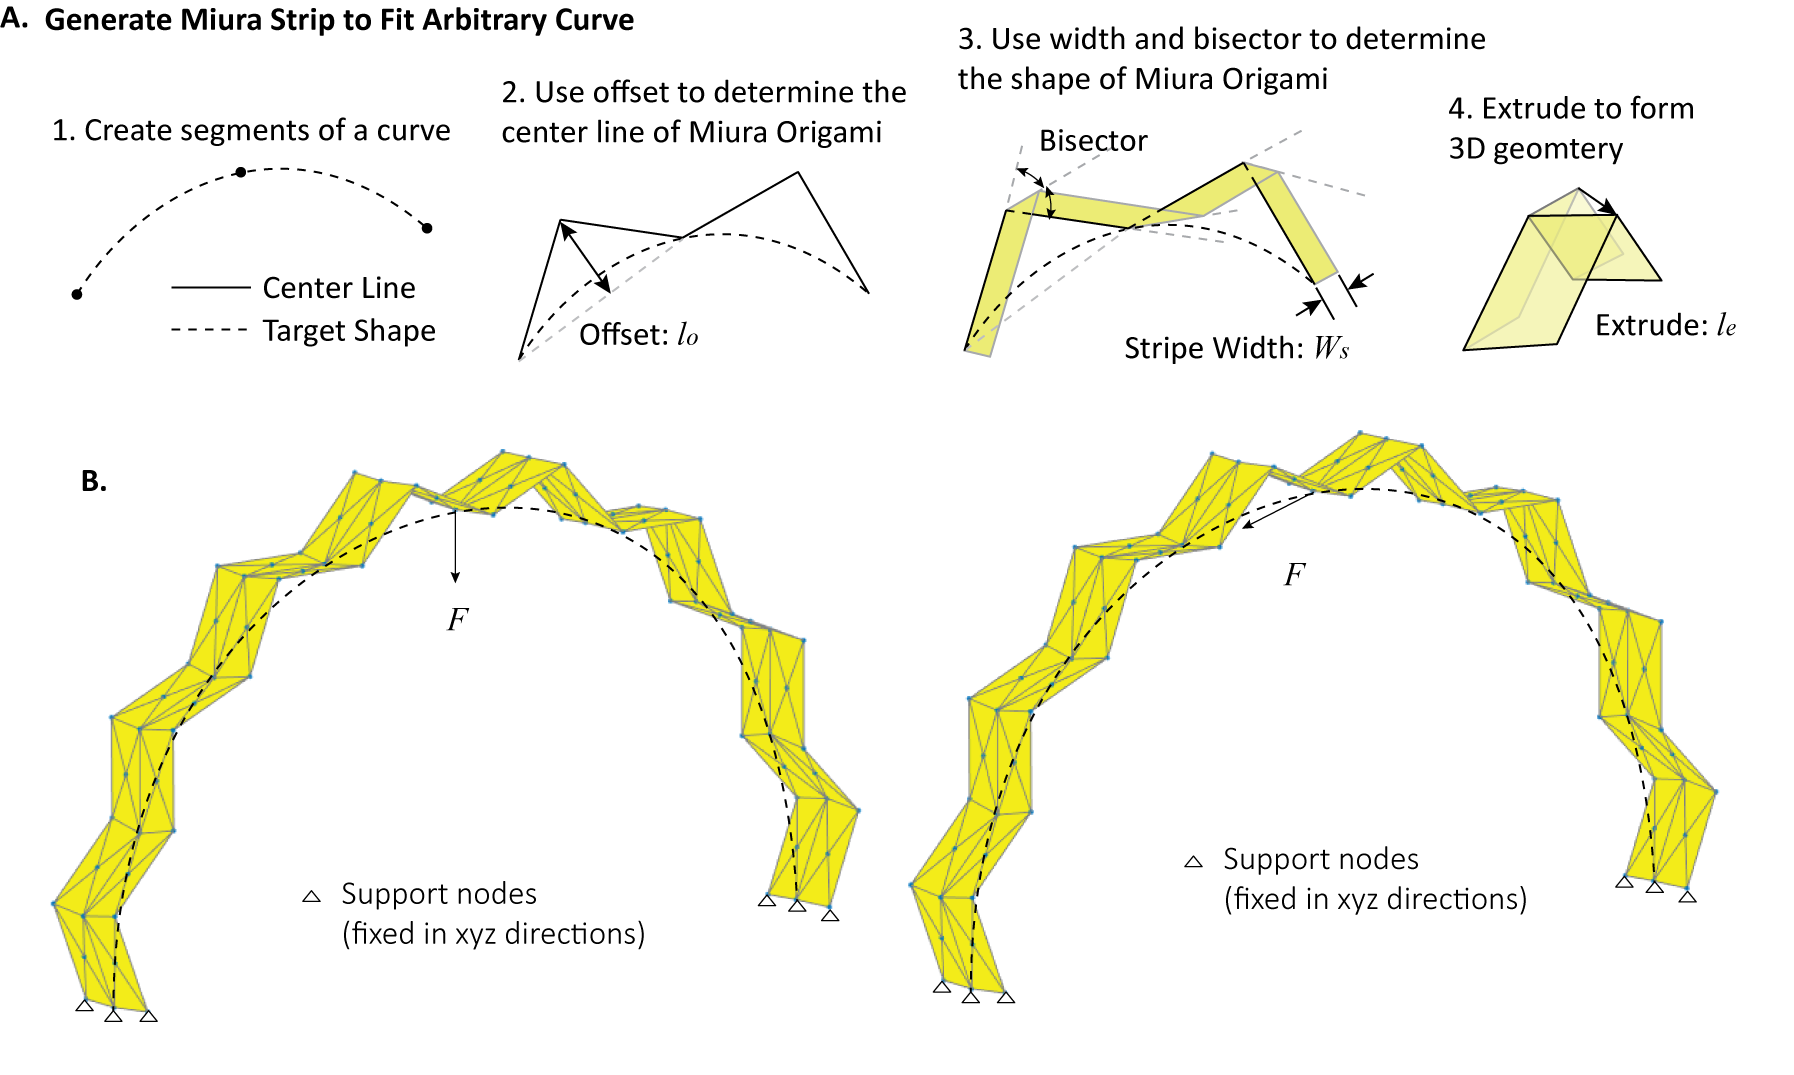 A. Generate Miura Strip to Fit Arbitrary Curve
1. Create segments of a curve
Center Line
Target Shape
2. Use offset to determine the
center line of Miura Origami
Offset: lo
3. Use width and bisector to determine
the shape of Miura Origami
Bisector
Stripe Width: Ws
4. Extrude to form
3D geomtery
Extrude: le
B.
F
Support nodes
(fixed in xyz directions)
F
Support nodes
(fixed in xyz directions)